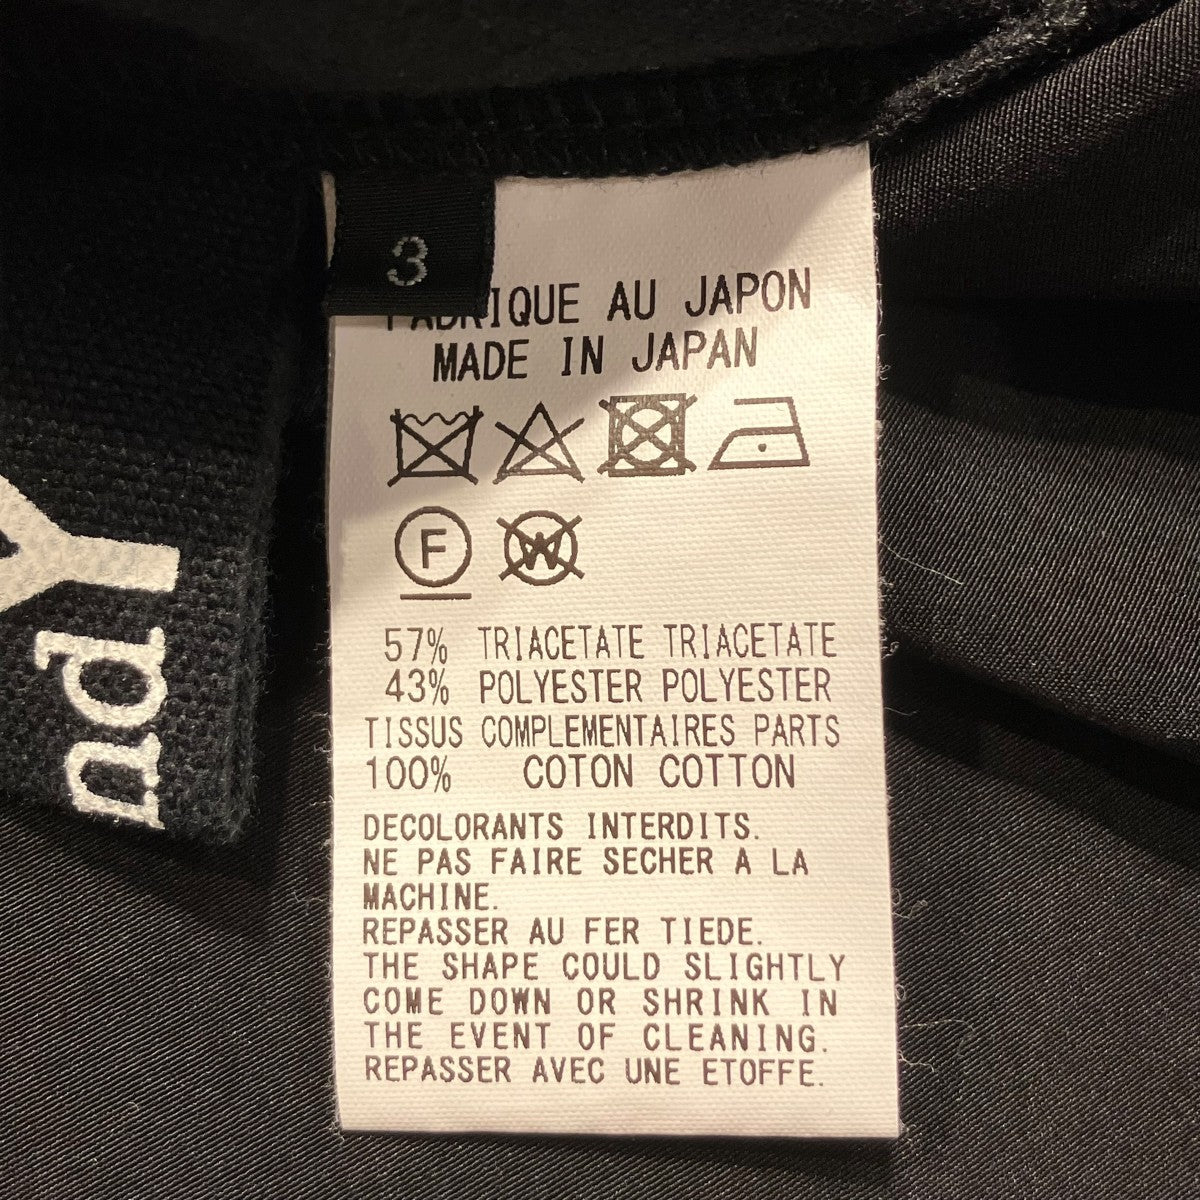 3
FABRIQUE AU JAPON
MADE IN JAPAN
F
W
57% TRIACETATE TRIACETATE
43% POLYESTER POLYESTER
TISSUS COMPLEMENTAIRES PARTS
100% COTON COTTON
DECOLORANTS INTERDITS.
NE PAS FAIRE SECHER A LA
MACHINE.
REPASSER AU FER TIEDE.
THE SHAPE COULD SLIGHTLY
COME DOWN OR SHRINK IN
THE EVENT OF CLEANING.
REPASSER AVEC UNE ETOFFE.
Y
nd